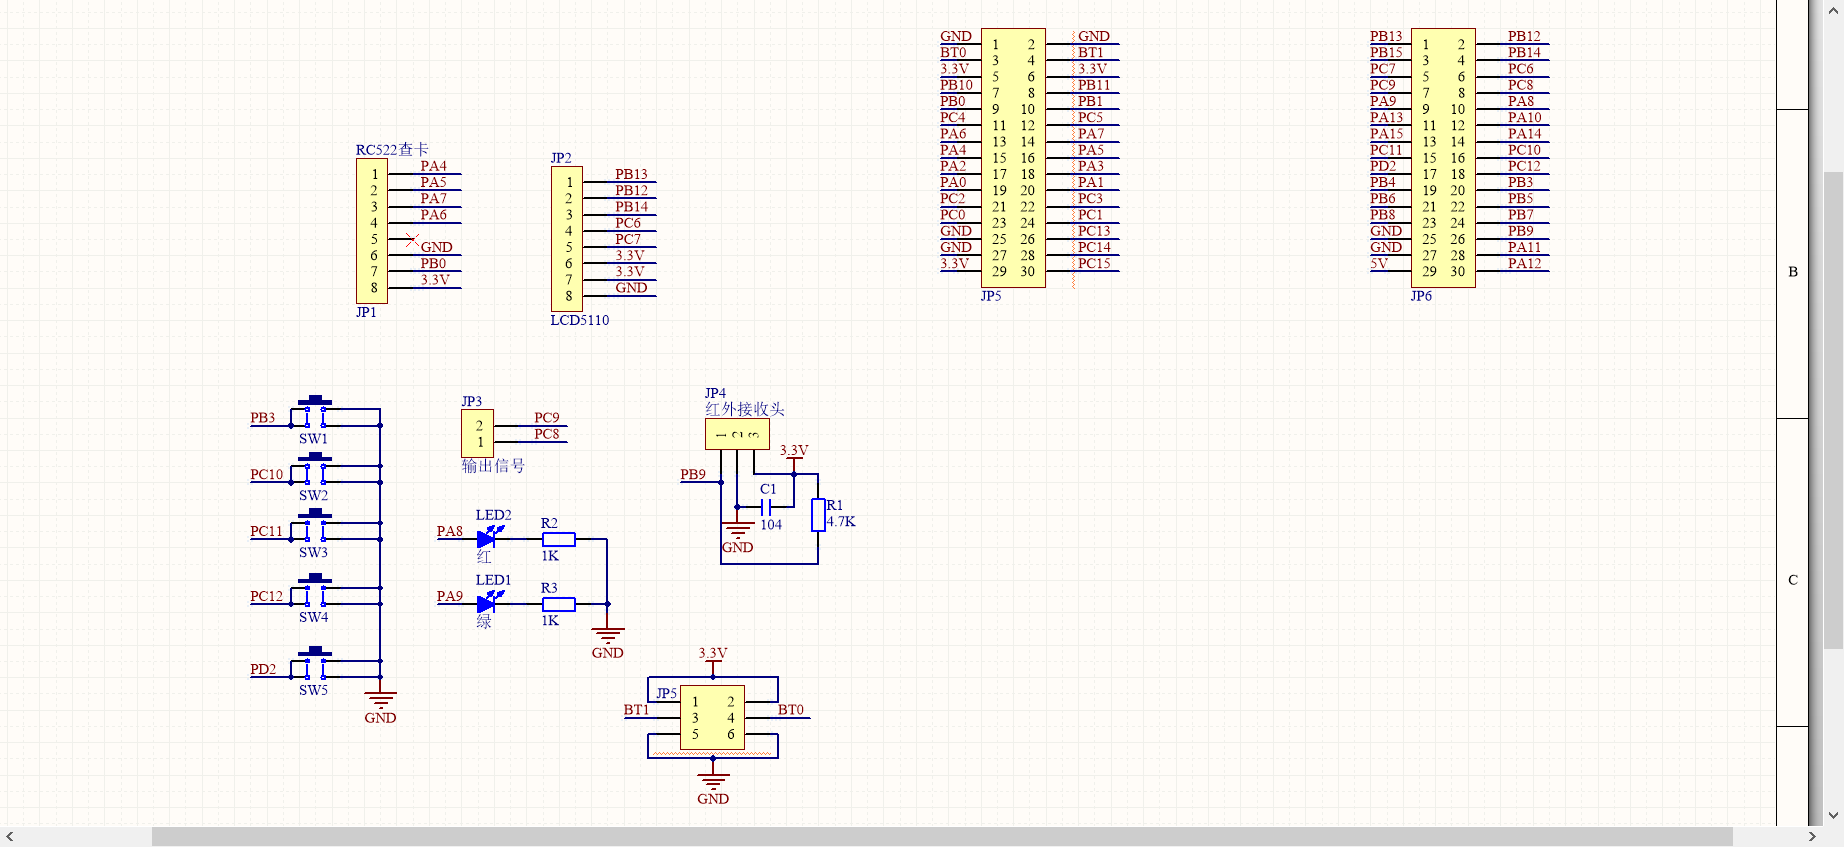 RC522查卡
1 PA4
2 PA5
3 PA7
4 PA6
5
6 GND
7 PB0
8 3.3V
JP1
JP2
1 PB13
2 PB12
3 PB14
4 PC6
5 PC7
6 3.3V
7 3.3V
8 GND
LCD5110
GND 1 2 GND
BT0 3 4 BT1
3.3V 5 6 3.3V
PB10 7 8 PB11
PB0 9 10 PB1
PC4 11 12 PC5
PA6 13 14 PA7
PA4 15 16 PA5
PA2 17 18 PA3
PA0 19 20 PA1
PC2 21 22 PC3
PC0 23 24 PC1
GND 25 26 PC13
GND 27 28 PC14
3.3V 29 30 PC15
JP5
PB13 1 2 PB12
PB15 3 4 PB14
PC7 5 6 PC6
PC9 7 8 PC8
PA9 9 10 PA8
PA13 11 12 PA10
PA15 13 14 PA14
PC11 15 16 PC10
PD2 17 18 PC12
PB4 19 20 PB3
PB6 21 22 PB5
PB8 23 24 PB7
GND 25 26 PB9
GND 27 28 PA11
5V 29 30 PA12
JP6
B
PB3
SW1
PC10
SW2
PC11
SW3
PC12
SW4
PD2
SW5
GND
JP3
2 PC9
1 PC8
输出信号
PA8 LED2 R2
红 1K
PA9 LED1 R3
绿 1K
GND
JP4
红外接收头
1 2 3
3.3V
PB9
C1
104
R1
4.7K
GND
3.3V
JP5
1 2
BT1 3 4 BT0
5 6
GND
C